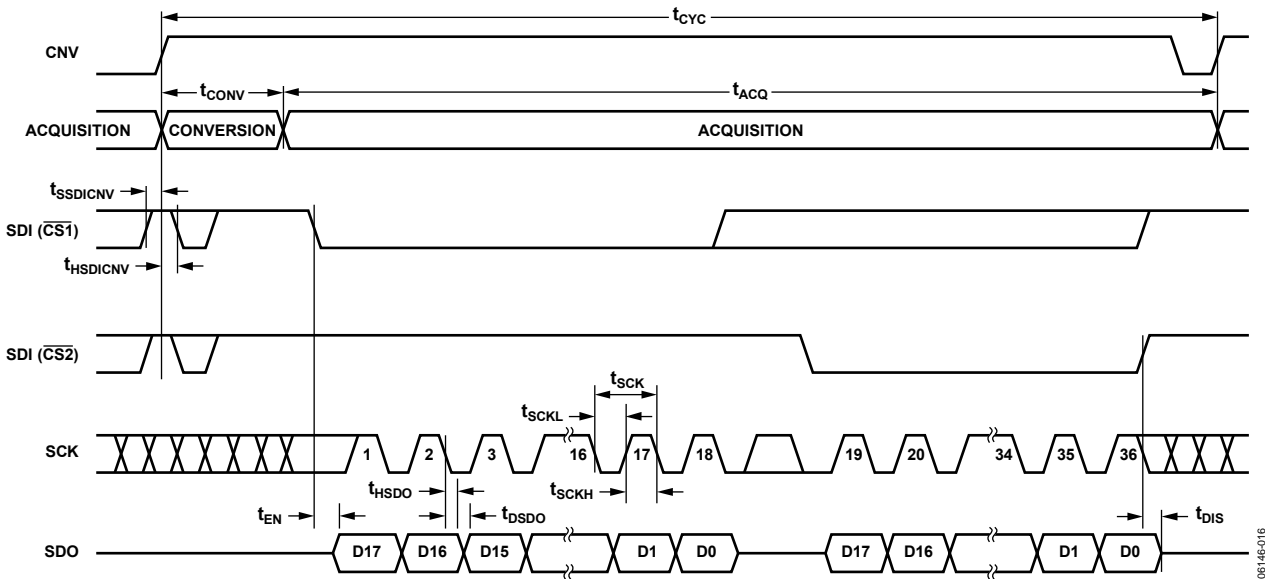 tCYC
CNV
tCONV
tACQ
ACQUISITION CONVERSION ACQUISITION
tSSDICNV
SDI (CS1)
tHSDICNV
SDI (CS2)
tSCK
tSCKL
SCK 1 2 3 16 17 18 19 20 34 35 36
tHSDO
tSCKH
tEN
tDSDO
tDIS
SDO D17 D16 D15 D1 D0 D17 D16 D1 D0
06146-016